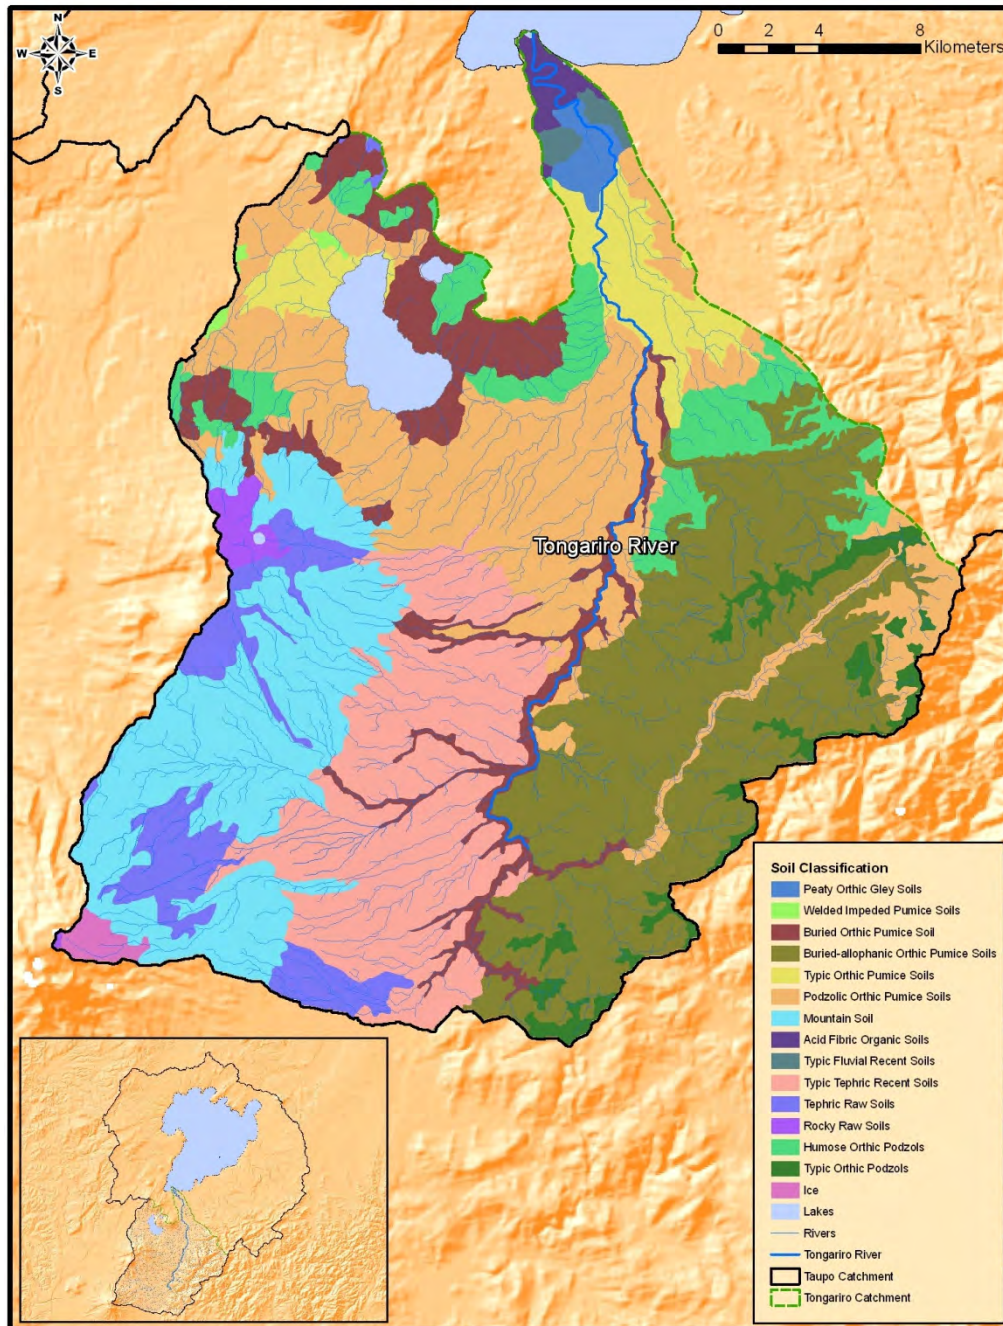 N
W E
S
0 2 4 8
Kilometers
Tongariro River
Soil Classification
Peaty Orthic Gley Soils
Welded Impeded Pumice Soils
Buried Orthic Pumice Soil
Buried-allophanic Orthic Pumice Soils
Typic Orthic Pumice Soils
Podzolic Orthic Pumice Soils
Mountain Soil
Acid Fibric Organic Soils
Typic Fluvial Recent Soils
Typic Tephric Recent Soils
Tephric Raw Soils
Rocky Raw Soils
Humose Orthic Podzols
Typic Orthic Podzols
Ice
Lakes
Rivers
Tongariro River
Taupo Catchment
Tongariro Catchment